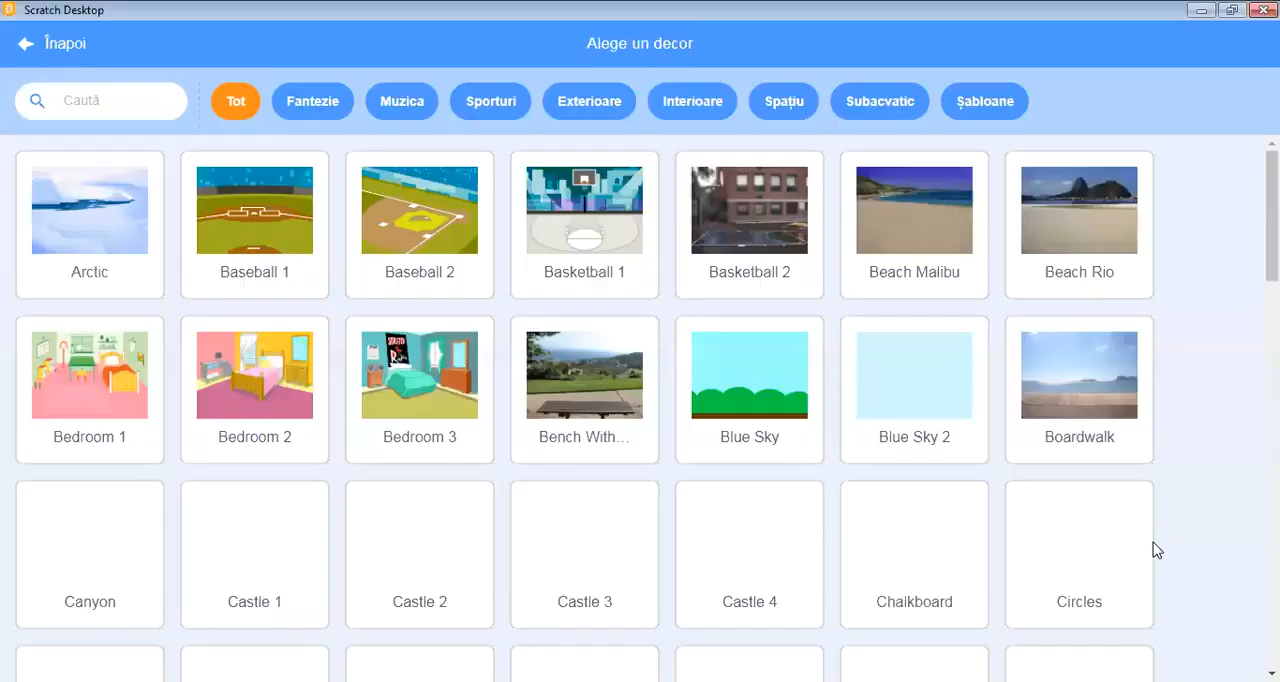 Scratch Desktop
Înapoi
Alege un decor
Caută
Tot
Fantezie
Muzica
Sporturi
Exterioare
Interioare
Spațiu
Subacvatic
Șabloane
Arctic
Baseball 1
Baseball 2
Basketball 1
Basketball 2
Beach Malibu
Beach Rio
Bedroom 1
Bedroom 2
Bedroom 3
Bench With...
Blue Sky
Blue Sky 2
Boardwalk
Canyon
Castle 1
Castle 2
Castle 3
Castle 4
Chalkboard
Circles